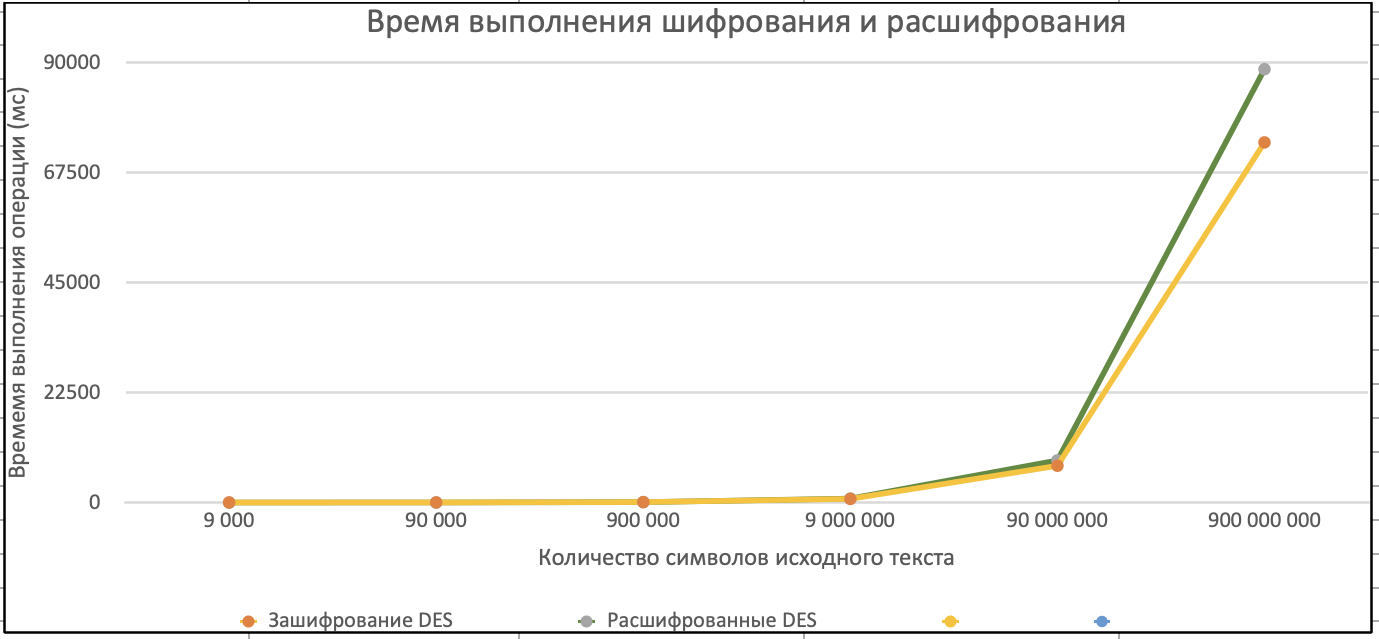 Время выполнения шифрования и расшифрования
Времемя выполнения операции (мс)
90000
67500
45000
22500
0
9 000 90 000 900 000 9 000 000 90 000 000 900 000 000
Количество символов исходного текста
Зашифрование DES Расшифрованные DES